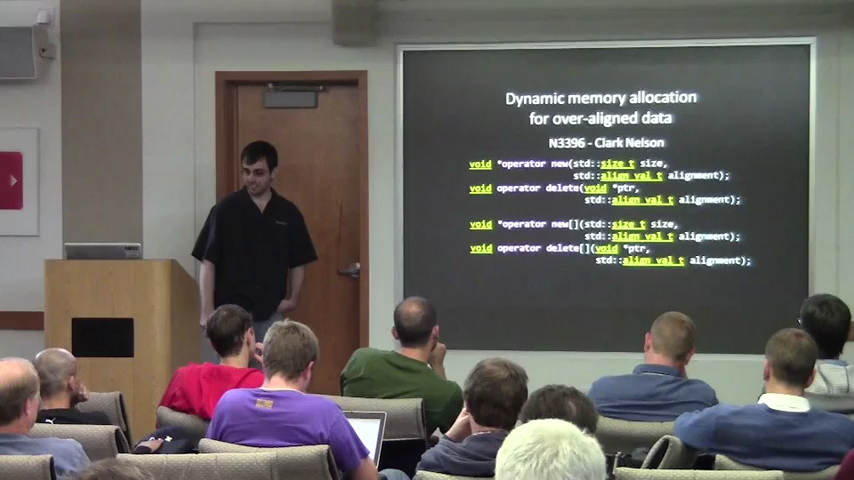 Dynamic memory allocation
for over-aligned data
N3396 - Clark Nelson
void *operator new(std::size_t size,
std::align_val_t alignment);
void operator delete(void *ptr,
std::align_val_t alignment);
void *operator new[](std::size_t size,
std::align_val_t alignment);
void operator delete[](void *ptr,
std::align_val_t alignment);